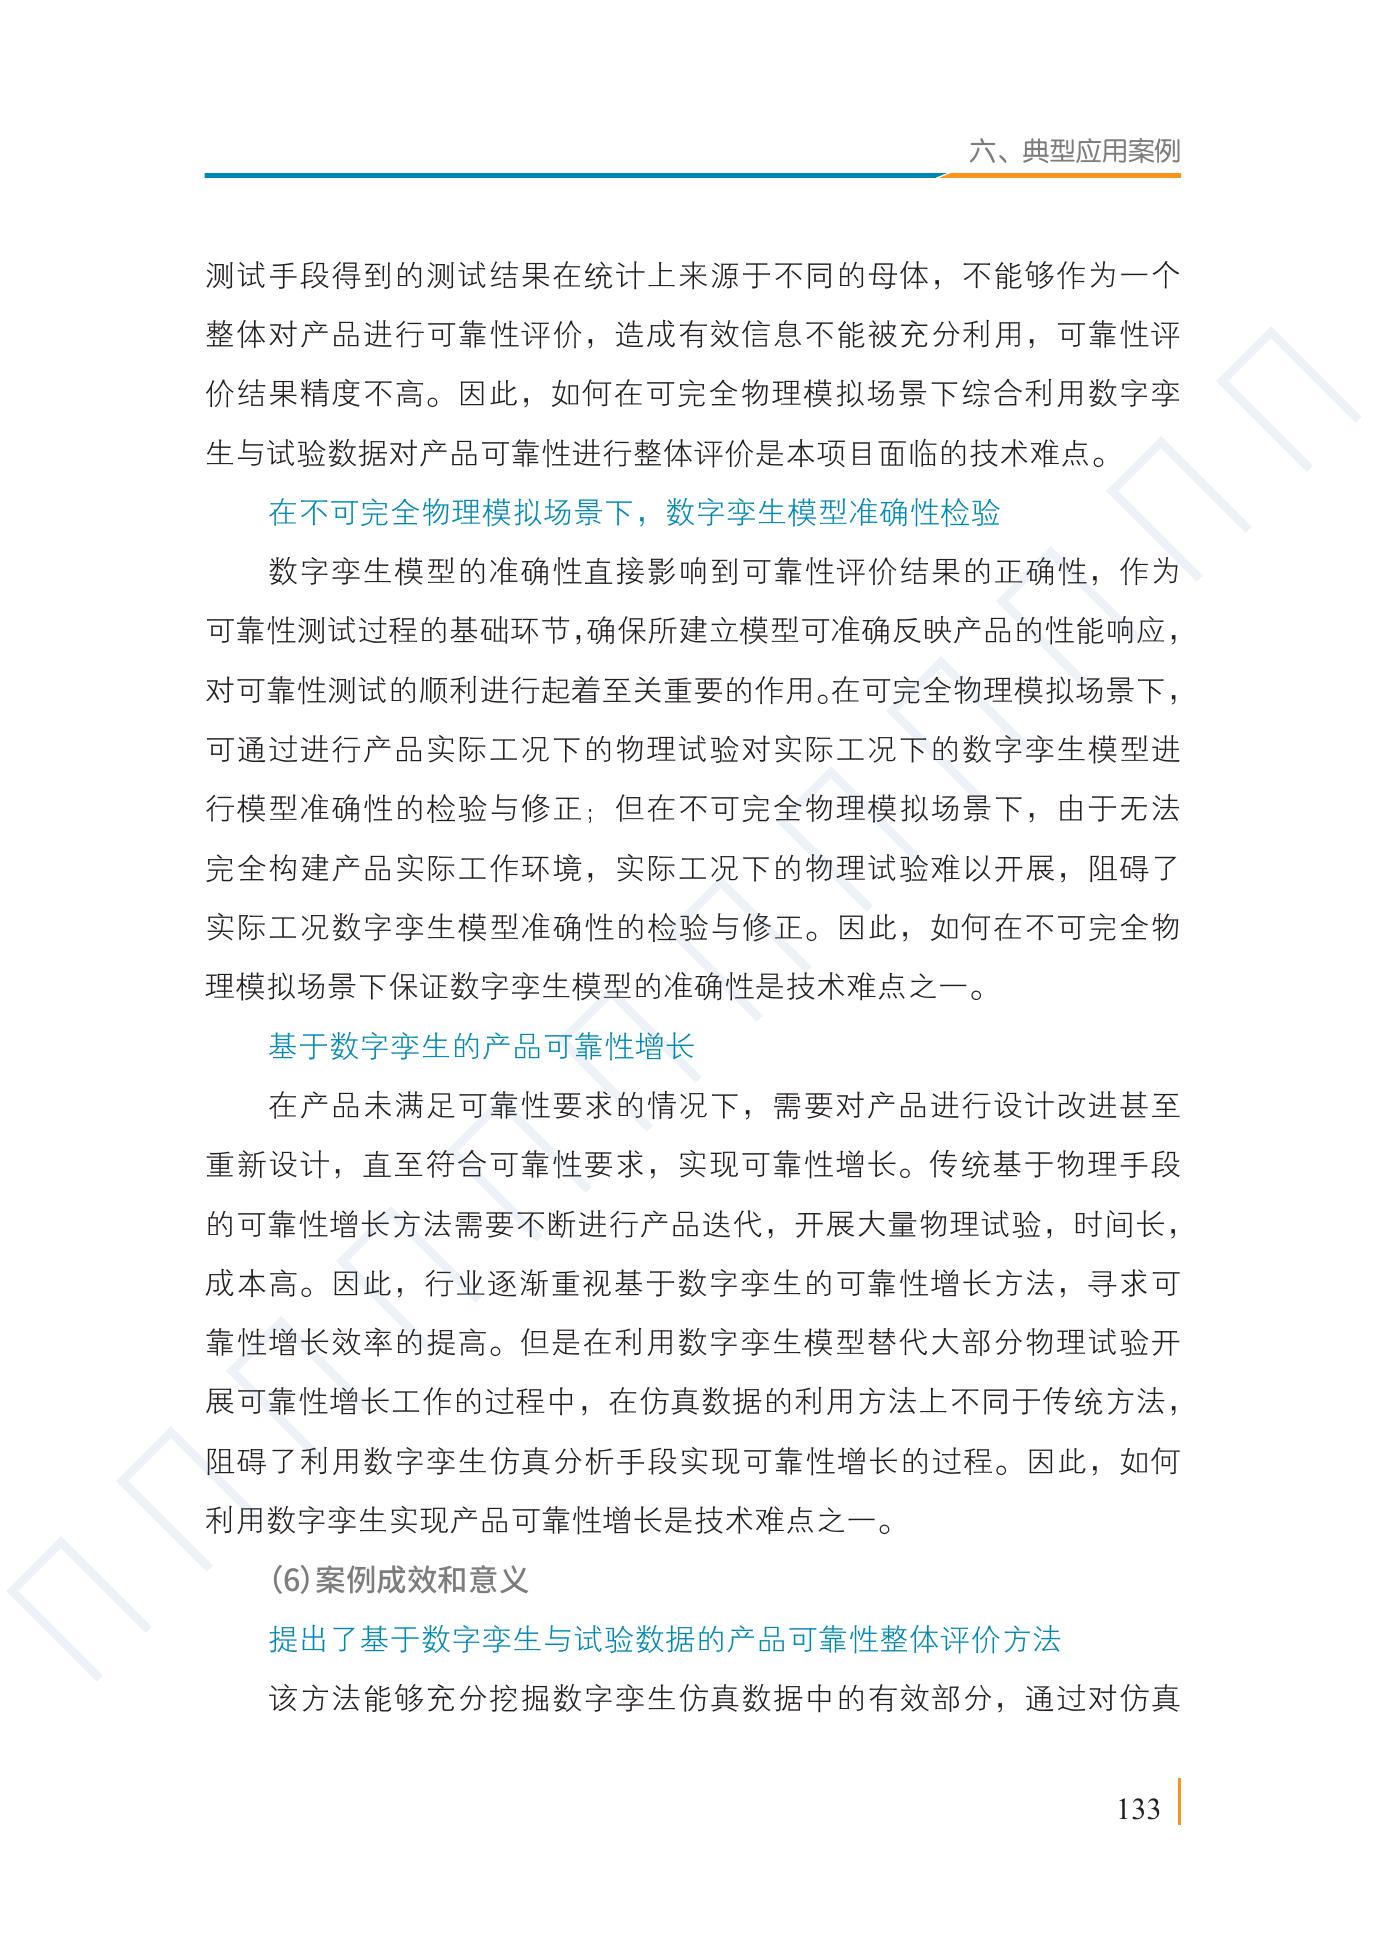 六、典型应用案例
测试手段得到的测试结果在统计上来源于不同的母体，不能够作为一个
整体对产品进行可靠性评价，造成有效信息不能被充分利用，可靠性评
价结果精度不高。因此，如何在可完全物理模拟场景下综合利用数字孪
生与试验数据对产品可靠性进行整体评价是本项目面临的技术难点。
在不可完全物理模拟场景下，数字孪生模型准确性检验
数字孪生模型的准确性直接影响到可靠性评价结果的正确性，作为
可靠性测试过程的基础环节，确保所建立模型可准确反映产品的性能响应，
对可靠性测试的顺利进行起着至关重要的作用。在可完全物理模拟场景下，
可通过进行产品实际工况下的物理试验对实际工况下的数字孪生模型进
行模型准确性的检验与修正；但在不可完全物理模拟场景下，由于无法
完全构建产品实际工作环境，实际工况下的物理试验难以开展，阻碍了
实际工况数字孪生模型准确性的检验与修正。因此，如何在不可完全物
理模拟场景下保证数字孪生模型的准确性是技术难点之一。
基于数字孪生的产品可靠性增长
在产品未满足可靠性要求的情况下，需要对产品进行设计改进甚至
重新设计，直至符合可靠性要求，实现可靠性增长。传统基于物理手段
的可靠性增长方法需要不断进行产品迭代，开展大量物理试验，时间长，
成本高。因此，行业逐渐重视基于数字孪生的可靠性增长方法，寻求可
靠性增长效率的提高。但是在利用数字孪生模型替代大部分物理试验开
展可靠性增长工作的过程中，在仿真数据的利用方法上不同于传统方法，
阻碍了利用数字孪生仿真分析手段实现可靠性增长的过程。因此，如何
利用数字孪生实现产品可靠性增长是技术难点之一。
（6）案例成效和意义
提出了基于数字孪生与试验数据的产品可靠性整体评价方法
该方法能够充分挖掘数字孪生仿真数据中的有效部分，通过对仿真
133